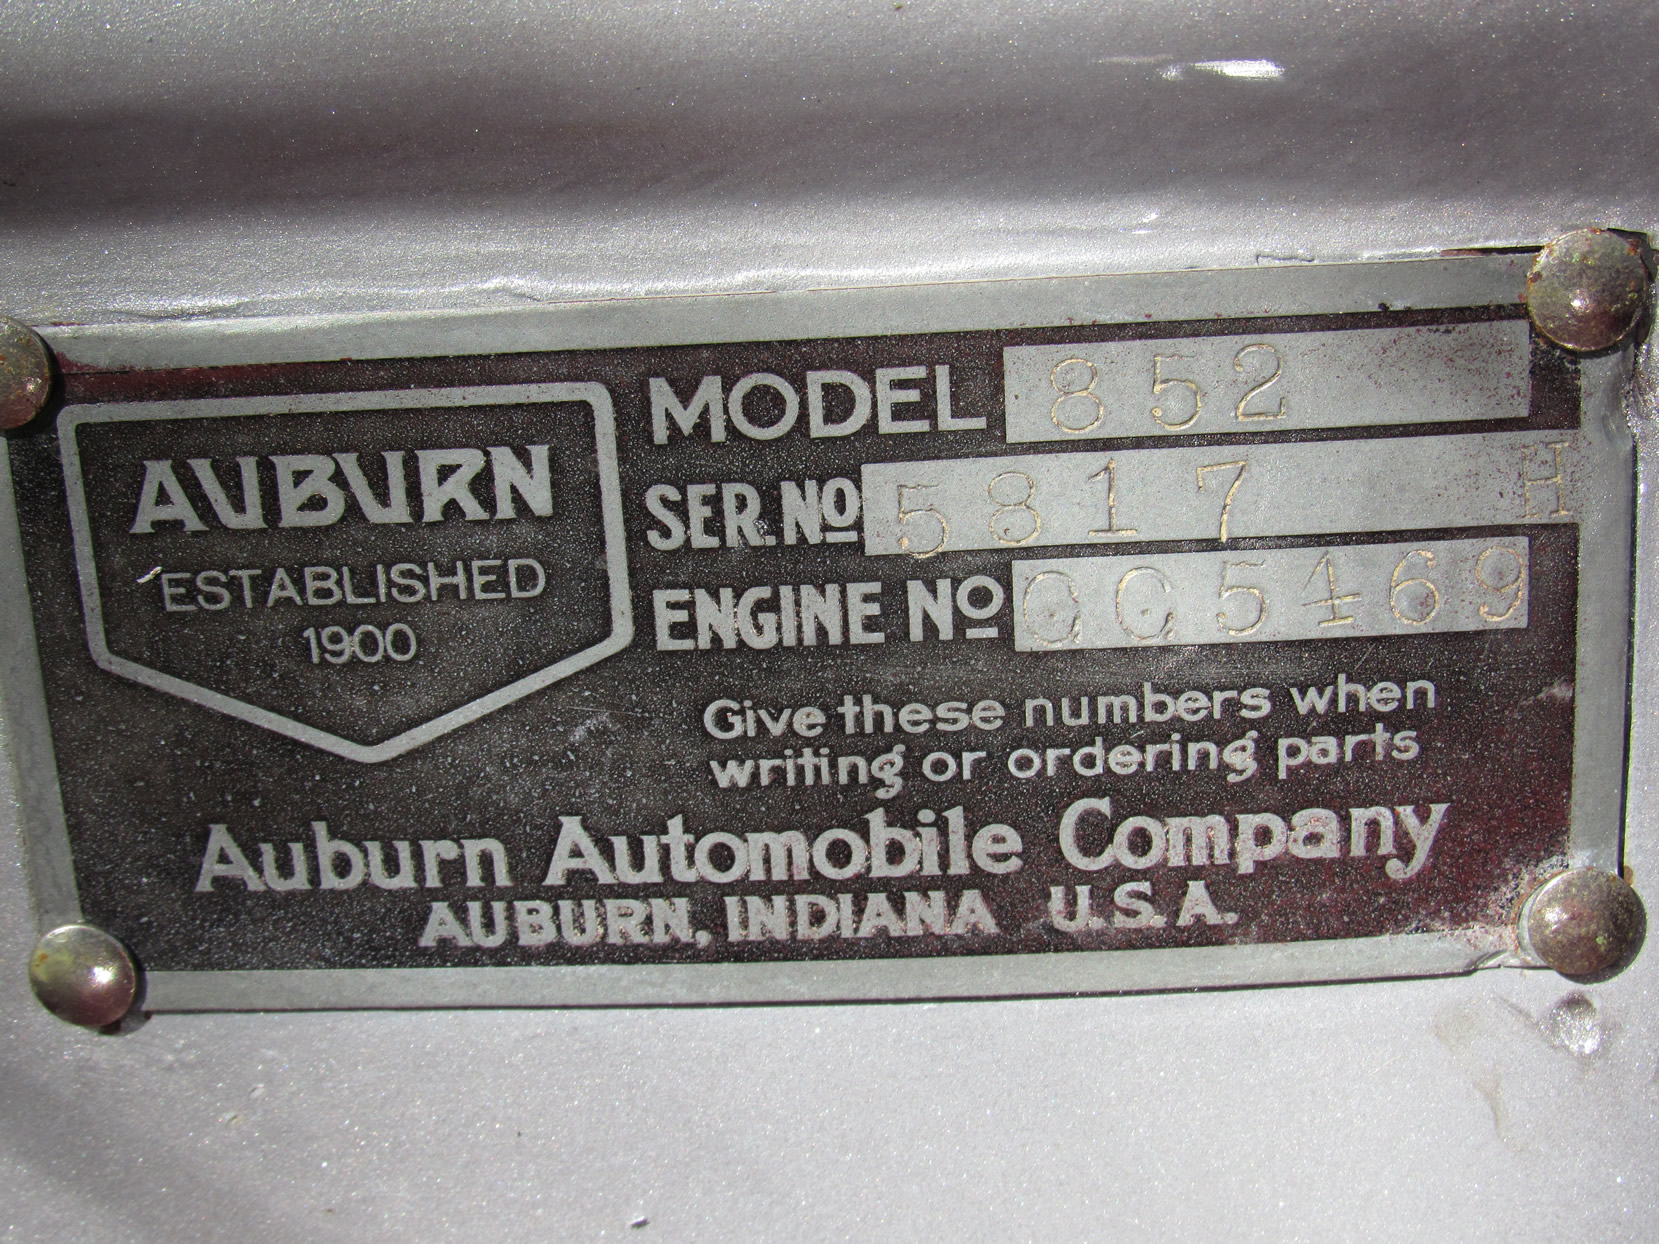 AUBURN
ESTABLISHED
1900
MODEL 852
SER. No 5817 H
ENGINE No GG5469
Give these numbers when
writing or ordering parts
Auburn Automobile Company
AUBURN, INDIANA U.S.A.